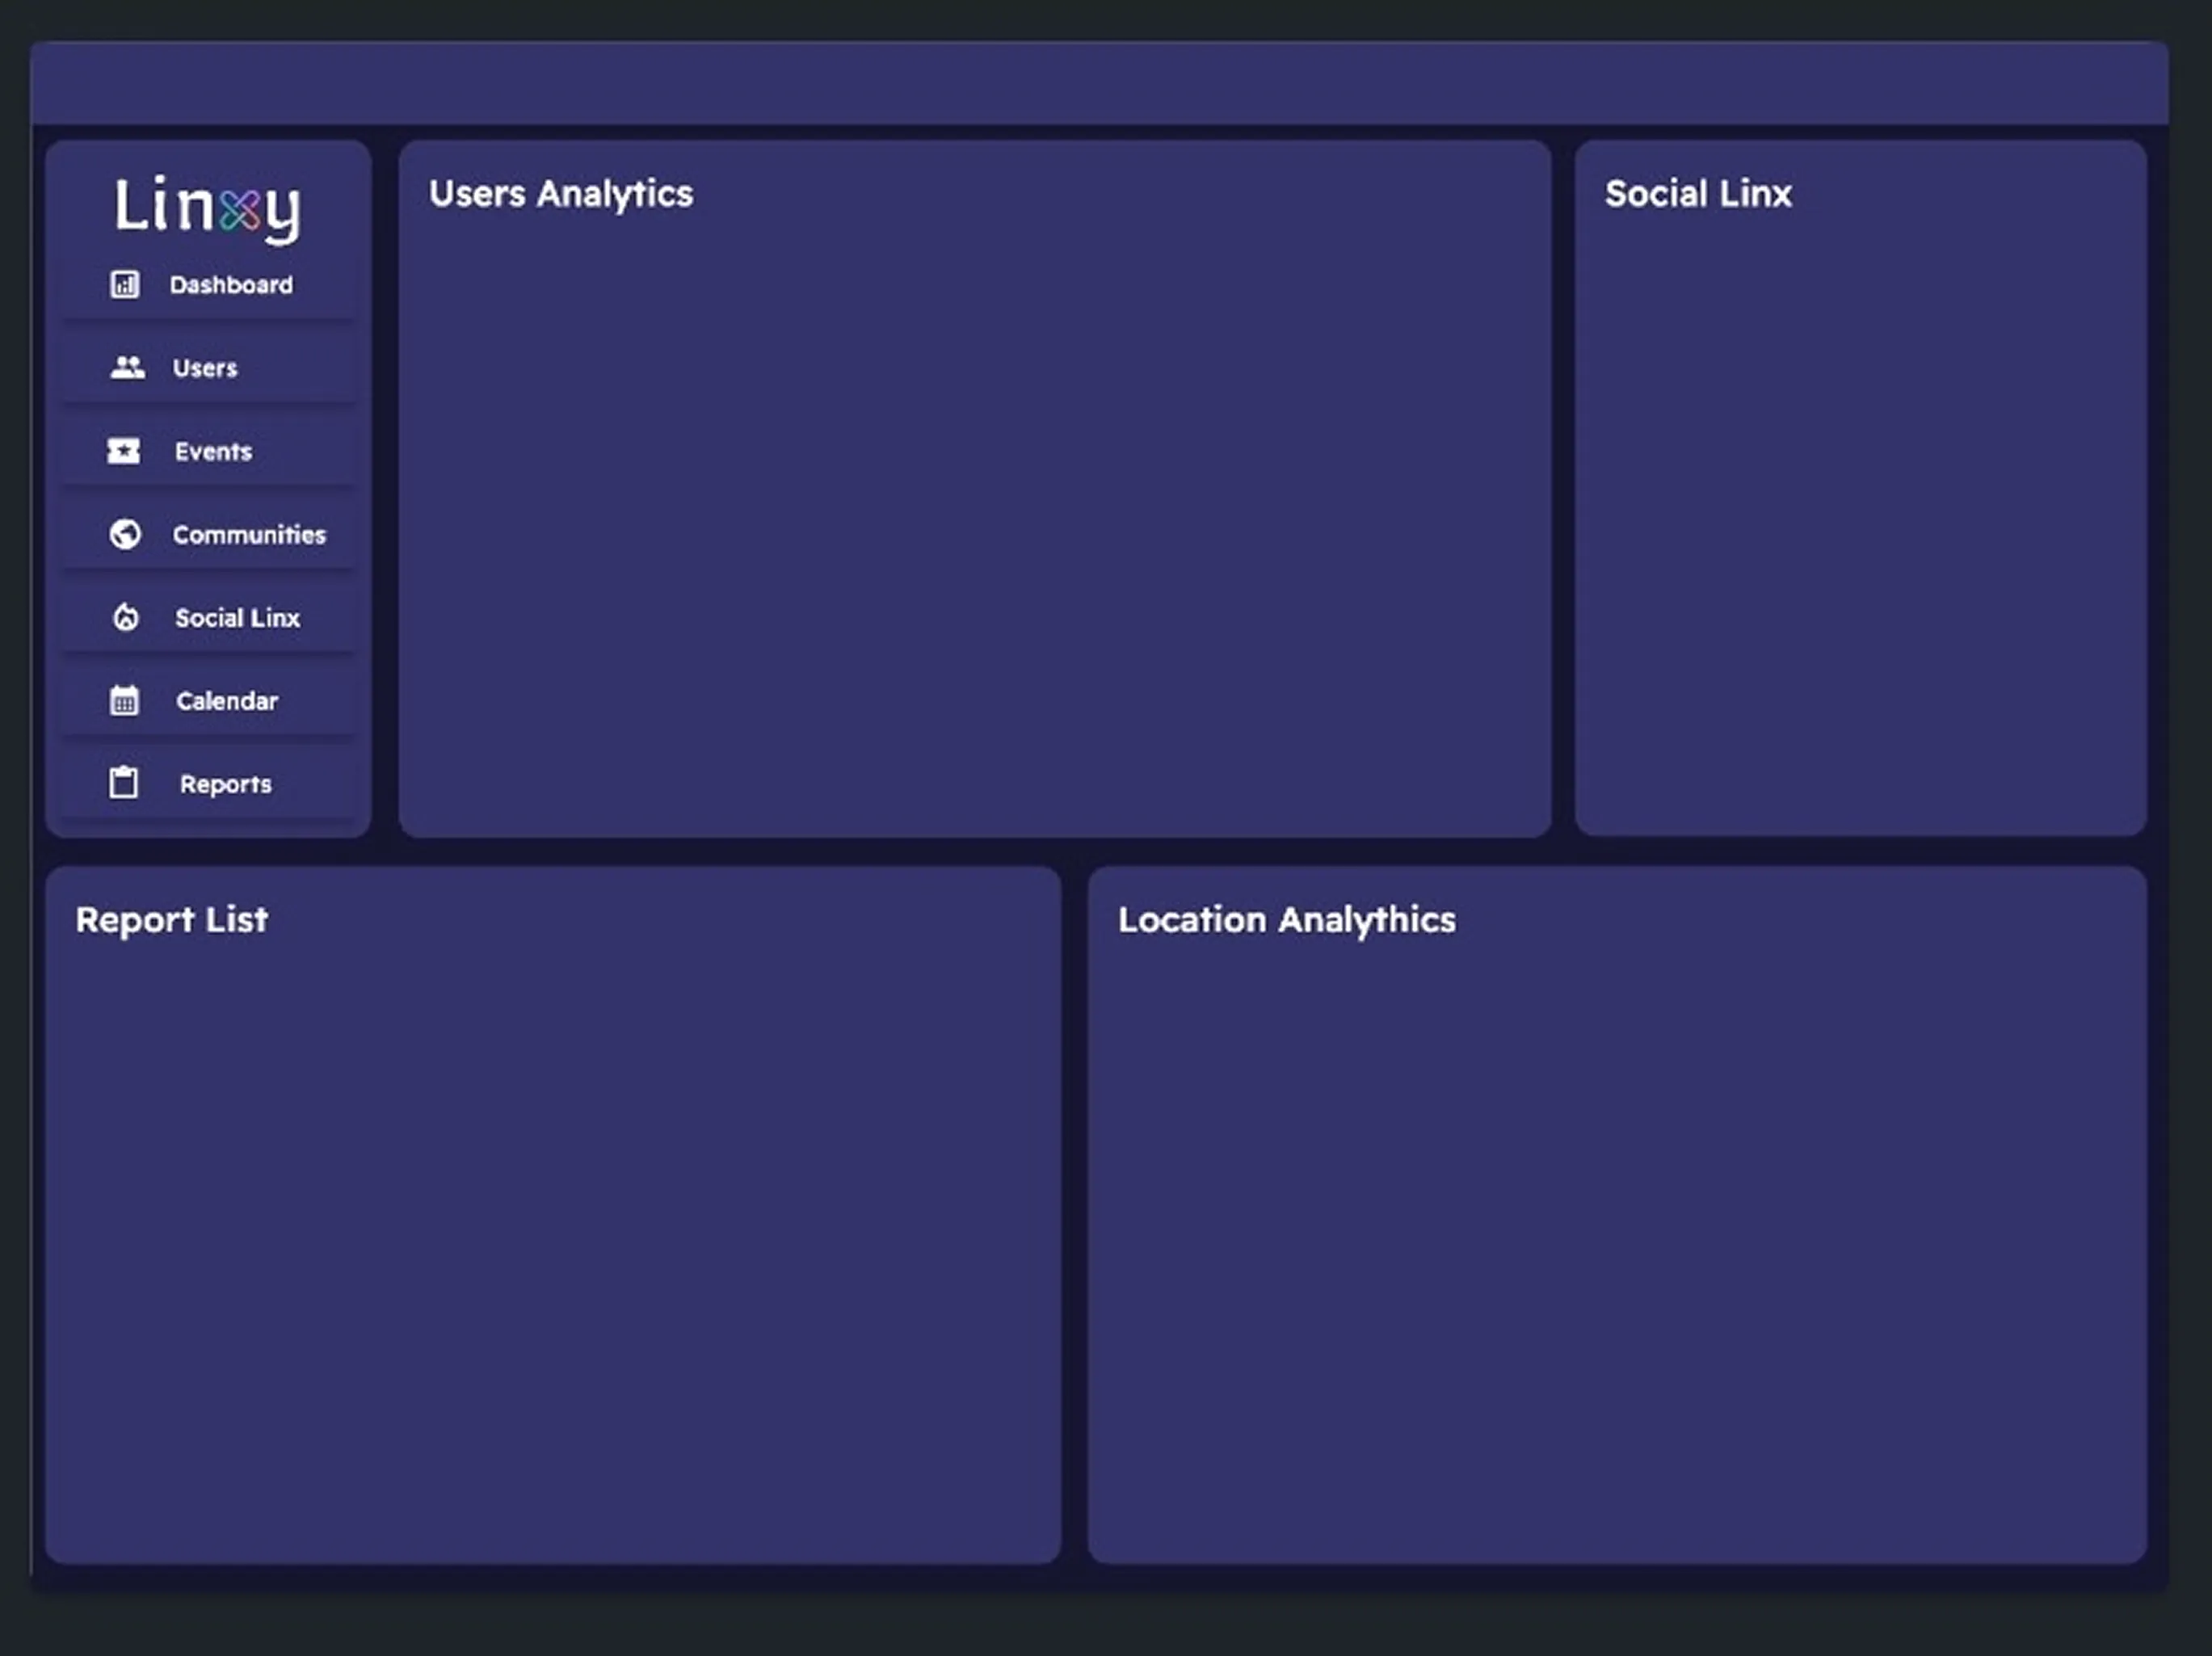 Linxy
Dashboard
Users
Events
Communities
Social Linx
Calendar
Reports
Users Analytics
Social Linx
Report List
Location Analythics